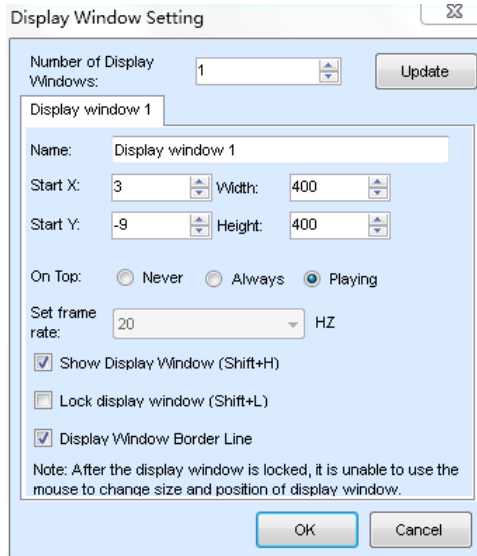 Display Window Setting
Number of Display
Windows:
1
Update
Display window 1
Name: Display window 1
Start X: 3 Width: 400
Start Y: -9 Height: 400
On Top: Never Always Playing
Set frame
rate:
20 HZ
Show Display Window (Shift+H)
Lock display window (Shift+L)
Display Window Border Line
Note: After the display window is locked, it is unable to use the
mouse to change size and position of display window.
OK Cancel